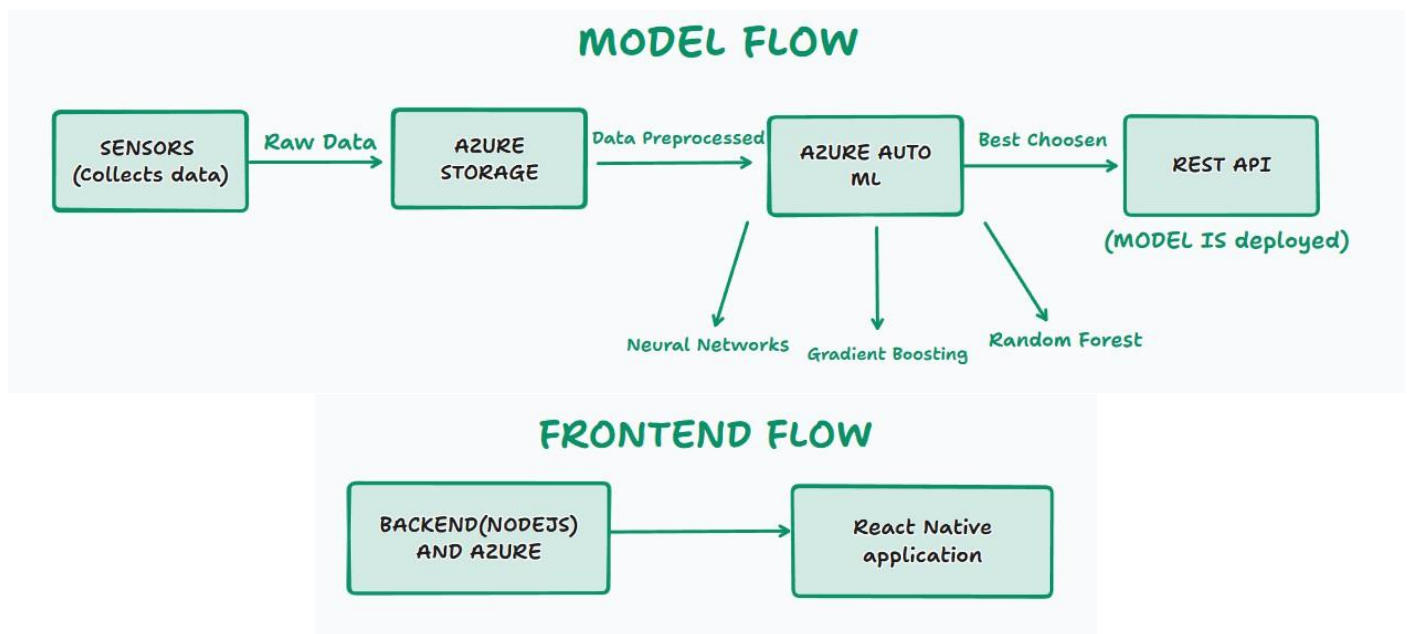 MODEL FLOW
SENSORS
(Collects data)
Raw Data
AZURE
STORAGE
Data Preprocessed
AZURE AUTO
ML
Best Choosen
REST API
(MODEL IS deployed)
Neural Networks
Gradient Boosting
Random Forest
FRONTEND FLOW
BACKEND(NODEJS)
AND AZURE
React Native
application